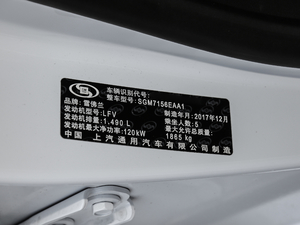 车辆识别代号:
整车型号: SGM7156EAA1
品牌: 雪佛兰
发动机型号: LFV 制造年月: 2017年12月
发动机排量: 1.490 L 乘坐人数: 5
发动机最大净功率: 120kW 最大允许总质量:
1865 kg
中国 上汽通用汽车有限公司 制造